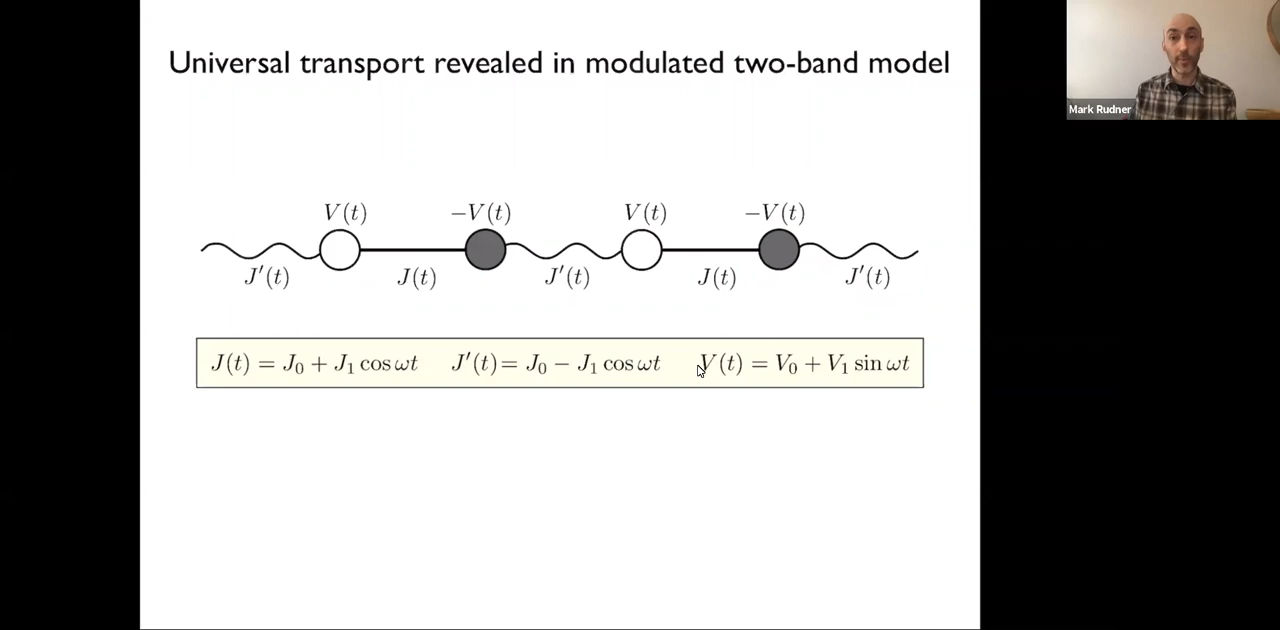 Universal transport revealed in modulated two-band model
Mark Rudner
V(t) −V(t) V(t) −V(t)
J′(t) J(t) J′(t) J(t) J′(t)
J(t) = J₀ + J₁ cos ωt J′(t) = J₀ − J₁ cos ωt V(t) = V₀ + V₁ sin ωt